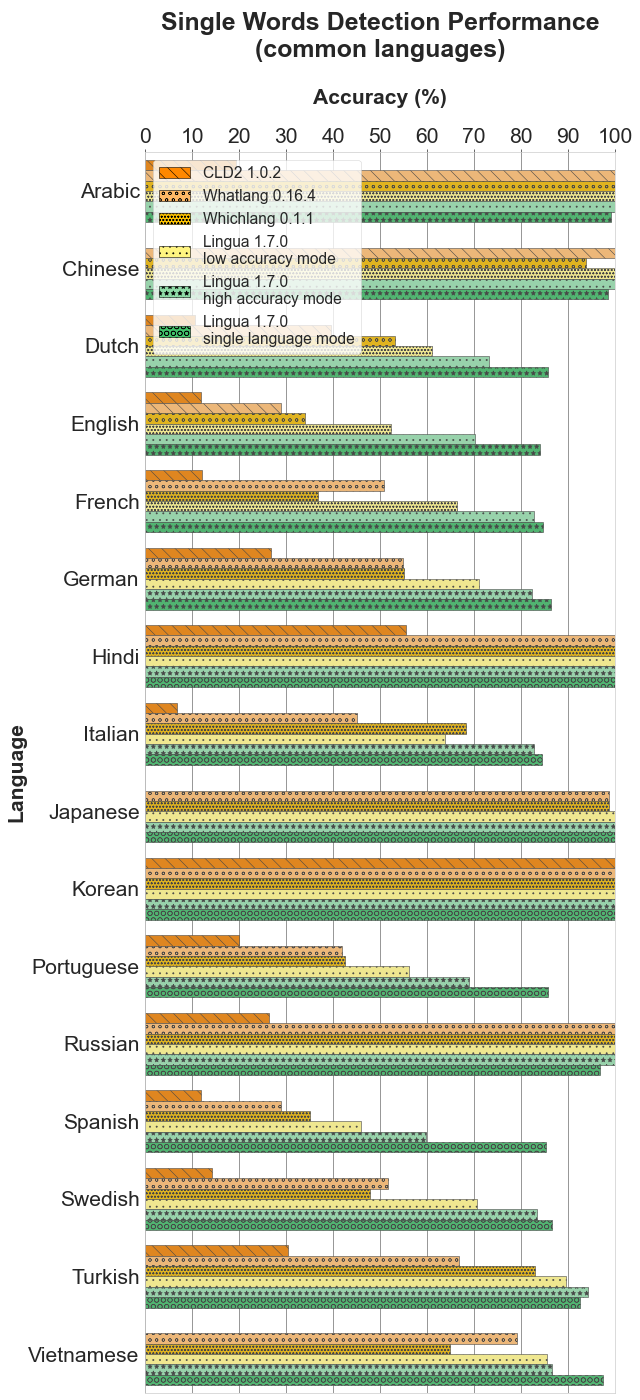 Single Words Detection Performance
(common languages)
Accuracy (%)
0 10 20 30 40 50 60 70 80 90 100
CLD2 1.0.2
Whatlang 0.16.4
Whichlang 0.1.1
Lingua 1.7.0
low accuracy mode
Lingua 1.7.0
high accuracy mode
Lingua 1.7.0
single language mode
Language
Arabic
Chinese
Dutch
English
French
German
Hindi
Italian
Japanese
Korean
Portuguese
Russian
Spanish
Swedish
Turkish
Vietnamese